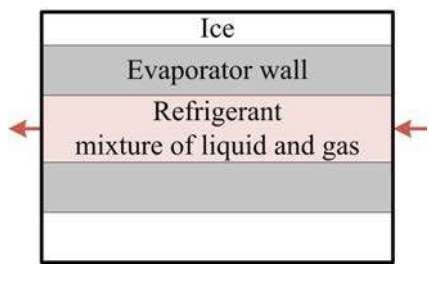 Ice
Evaporator wall
Refrigerant
mixture of liquid and gas